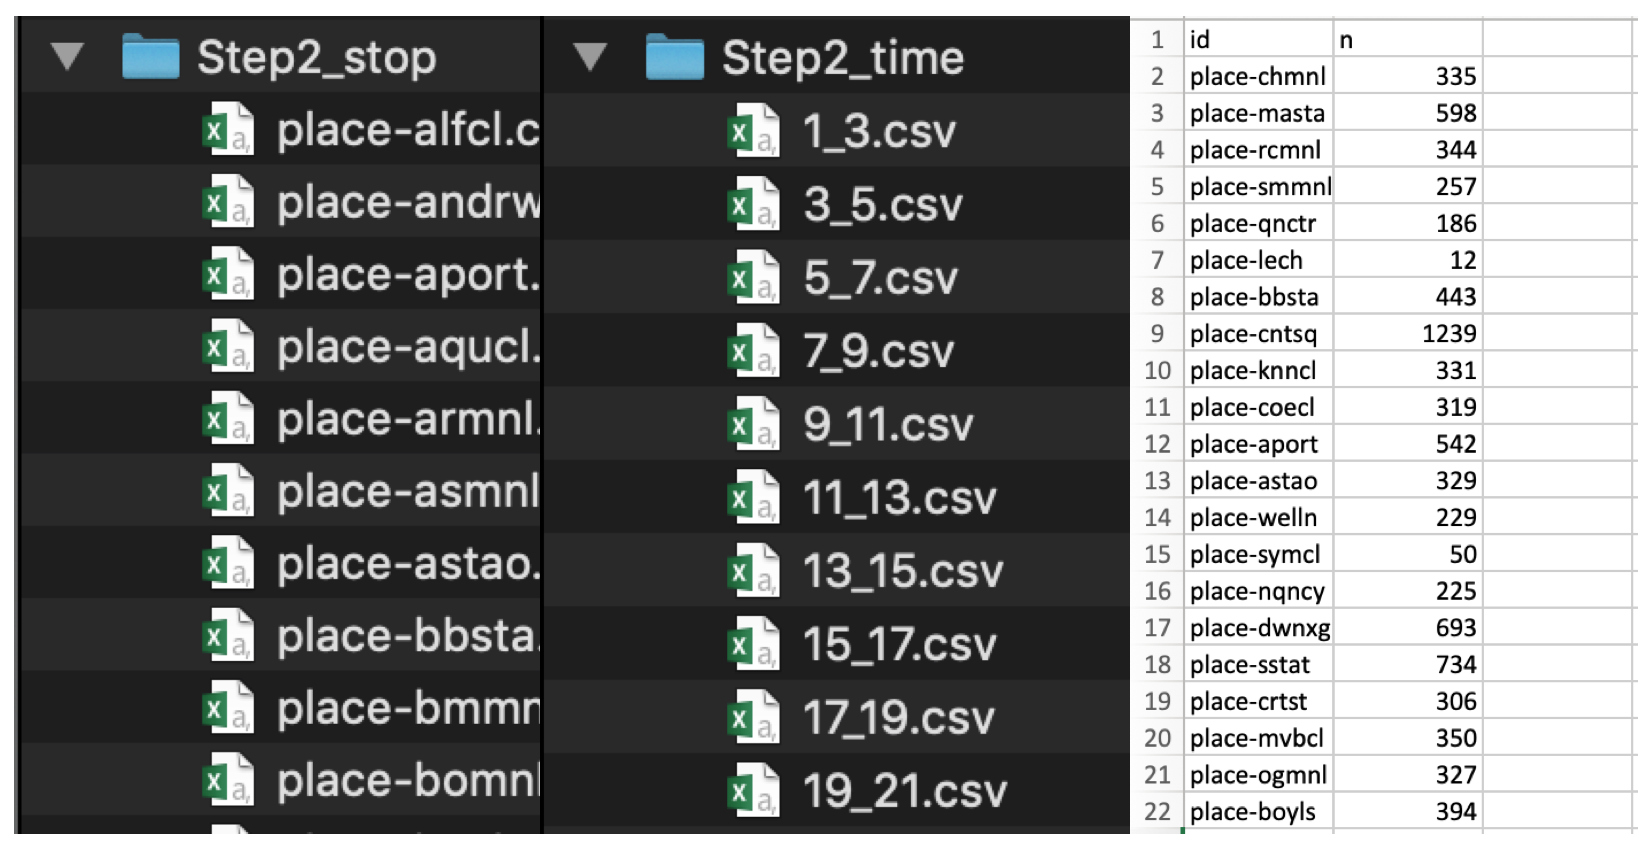 Step2_stop
place-alfcl.c
place-andrw
place-aport.
place-aqucl.
place-armnl.
place-asmnl
place-astao.
place-bbsta.
place-bmmn
place-bomnl
Step2_time
1_3.csv
3_5.csv
5_7.csv
7_9.csv
9_11.csv
11_13.csv
13_15.csv
15_17.csv
17_19.csv
19_21.csv
1 id n
2 place-chmnl 335
3 place-masta 598
4 place-rcmnl 344
5 place-smmnl 257
6 place-qnctr 186
7 place-lech 12
8 place-bbsta 443
9 place-cntsq 1239
10 place-knncl 331
11 place-coecl 319
12 place-aport 542
13 place-astao 329
14 place-welln 229
15 place-symcl 50
16 place-nqncy 225
17 place-dwnxg 693
18 place-sstat 734
19 place-crtst 306
20 place-mvbcl 350
21 place-ogmnl 327
22 place-boyls 394